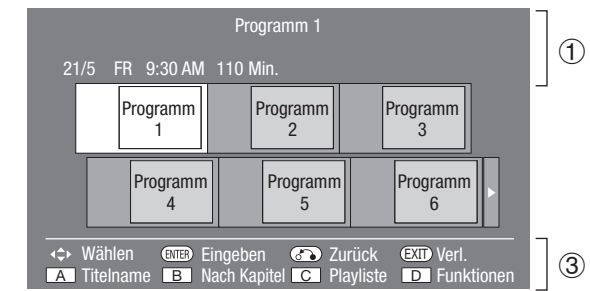 Programm 1
21/5 FR 9:30 AM 110 Min.
①
Programm 1
Programm 2
Programm 3
Programm 4
Programm 5
Programm 6
Wählen ENTER Eingeben Zurück EXIT Verl.
A Titelname B Nach Kapitel C Playliste D Funktionen
③